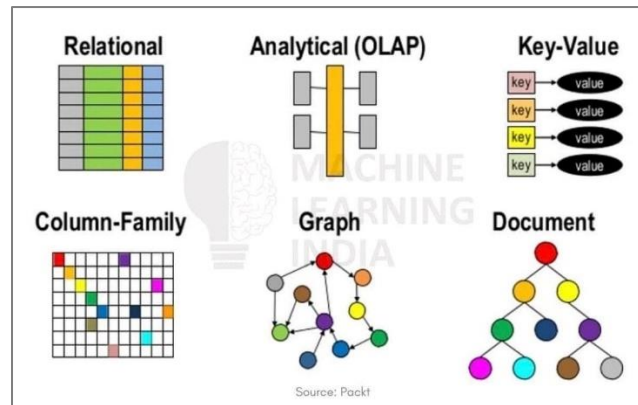 Relational
Analytical (OLAP)
Key-Value
key
value
key
value
key
value
key
value
MACHINE
LEARNING
INDIA
Column-Family
Graph
Document
Source: Packt